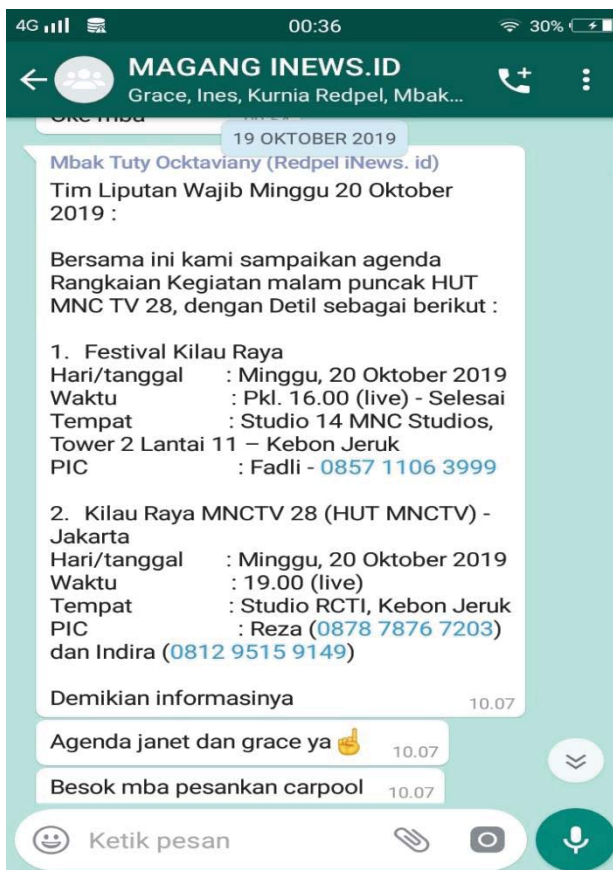 4G 00:36 30%
MAGANG INEWS.ID
Grace, Ines, Kurnia Redpel, Mbak...
19 OKTOBER 2019
Mbak Tuty Ocktaviany (Redpel iNews. id)
Tim Liputan Wajib Minggu 20 Oktober
2019 :
Bersama ini kami sampaikan agenda
Rangkaian Kegiatan malam puncak HUT
MNC TV 28, dengan Detil sebagai berikut :
1. Festival Kilau Raya
Hari/tanggal : Minggu, 20 Oktober 2019
Waktu : Pkl. 16.00 (live) - Selesai
Tempat : Studio 14 MNC Studios,
Tower 2 Lantai 11 – Kebon Jeruk
PIC : Fadli - 0857 1106 3999
2. Kilau Raya MNCTV 28 (HUT MNCTV) -
Jakarta
Hari/tanggal : Minggu, 20 Oktober 2019
Waktu : 19.00 (live)
Tempat : Studio RCTI, Kebon Jeruk
PIC : Reza (0878 7876 7203)
dan Indira (0812 9515 9149)
Demikian informasinya 10.07
Agenda janet dan grace ya☝ 10.07
Besok mba pesankan carpool 10.07
Ketik pesan